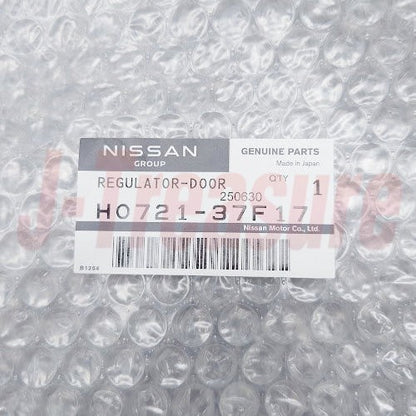 NISSAN
GROUP
GENUINE PARTS
Made in Japan
REGULATOR-DOOR
QTY 1
250630
H0721-37F17
Nissan Motor Co., Ltd.
B1254
J-Treasure